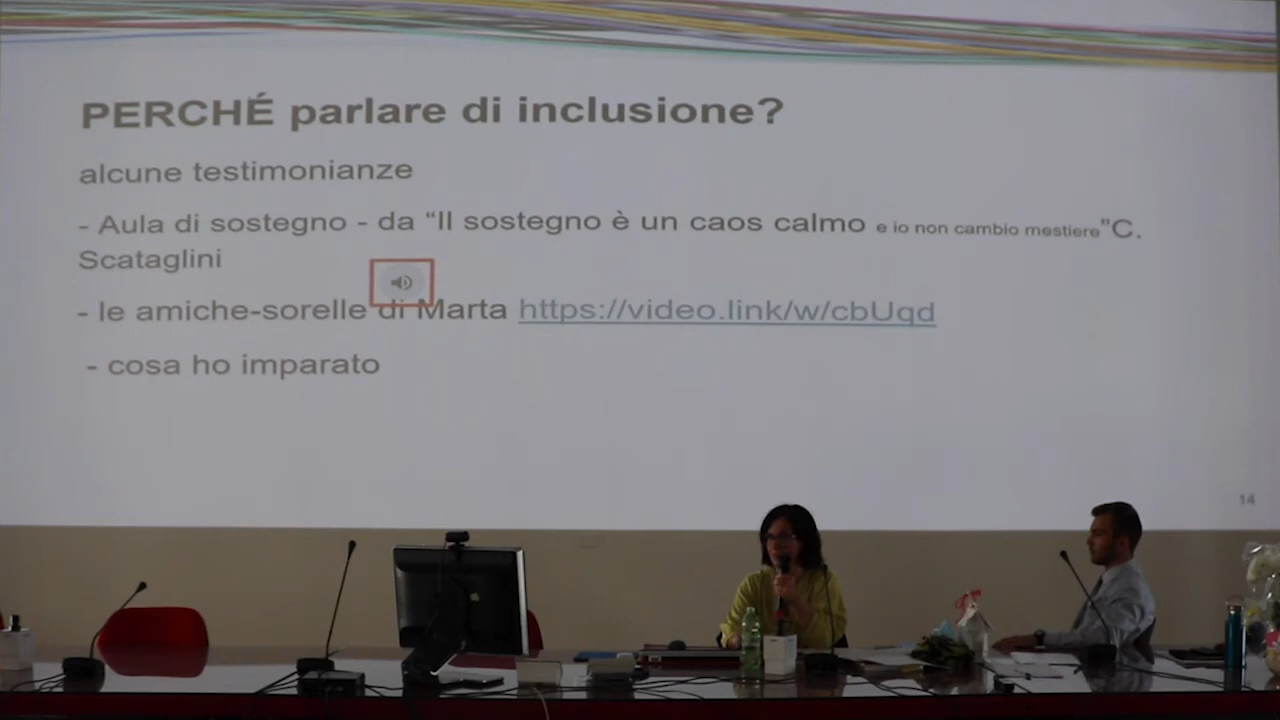 PERCHÉ parlare di inclusione?
alcune testimonianze
- Aula di sostegno - da “Il sostegno è un caos calmo e io non cambio mestiere”C.
Scataglini
- le amiche-sorelle di Marta https://video.link/w/cbUqd
- cosa ho imparato
14